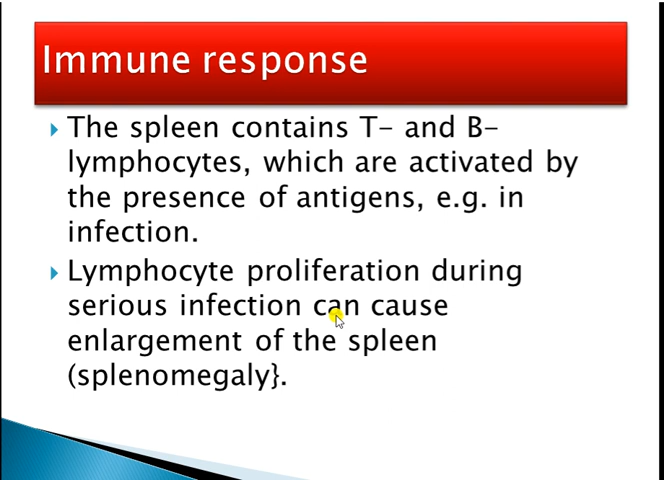 Immune response
The spleen contains T- and B-
lymphocytes, which are activated by
the presence of antigens, e.g. in
infection.
Lymphocyte proliferation during
serious infection can cause
enlargement of the spleen
(splenomegaly}.